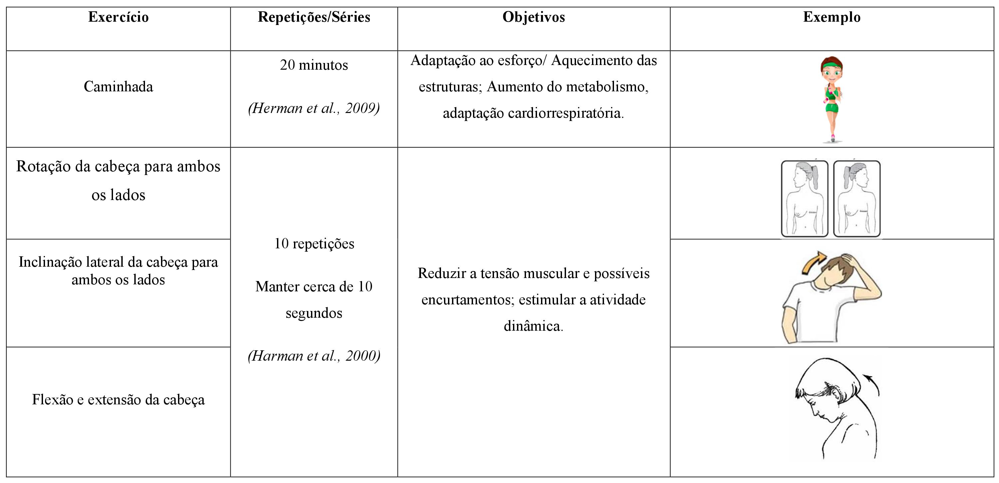 Exercício
Repetições/Séries
Objetivos
Exemplo
Caminhada
20 minutos
(Herman et al., 2009)
Adaptação ao esforço/ Aquecimento das
estruturas; Aumento do metabolismo,
adaptação cardiorrespiratória.
Rotação da cabeça para ambos
os lados
10 repetições
Manter cerca de 10
segundos
(Harman et al., 2000)
Reduzir a tensão muscular e possíveis
encurtamentos; estimular a atividade
dinâmica.
Inclinação lateral da cabeça para
ambos os lados
Flexão e extensão da cabeça